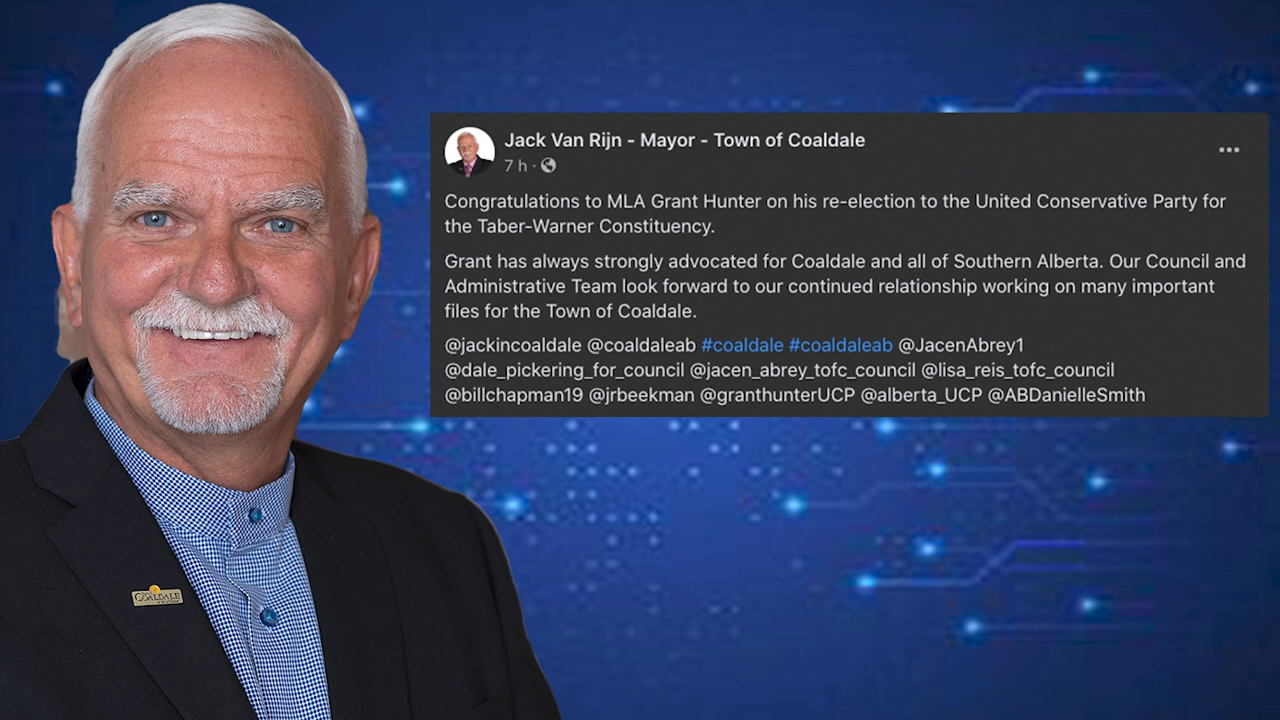 Jack Van Rijn - Mayor - Town of Coaldale
7 h ·
Congratulations to MLA Grant Hunter on his re-election to the United Conservative Party for
the Taber-Warner Constituency.
Grant has always strongly advocated for Coaldale and all of Southern Alberta. Our Council and
Administrative Team look forward to our continued relationship working on many important
files for the Town of Coaldale.
@jackincoaldale @coaldaleab #coaldale #coaldaleab @JacenAbrey1
@dale_pickering_for_council @jacen_abrey_tofc_council @lisa_reis_tofc_council
@billchapman19 @jrbeekman @granthunterUCP @alberta_UCP @ABDanielleSmith
COALDALE